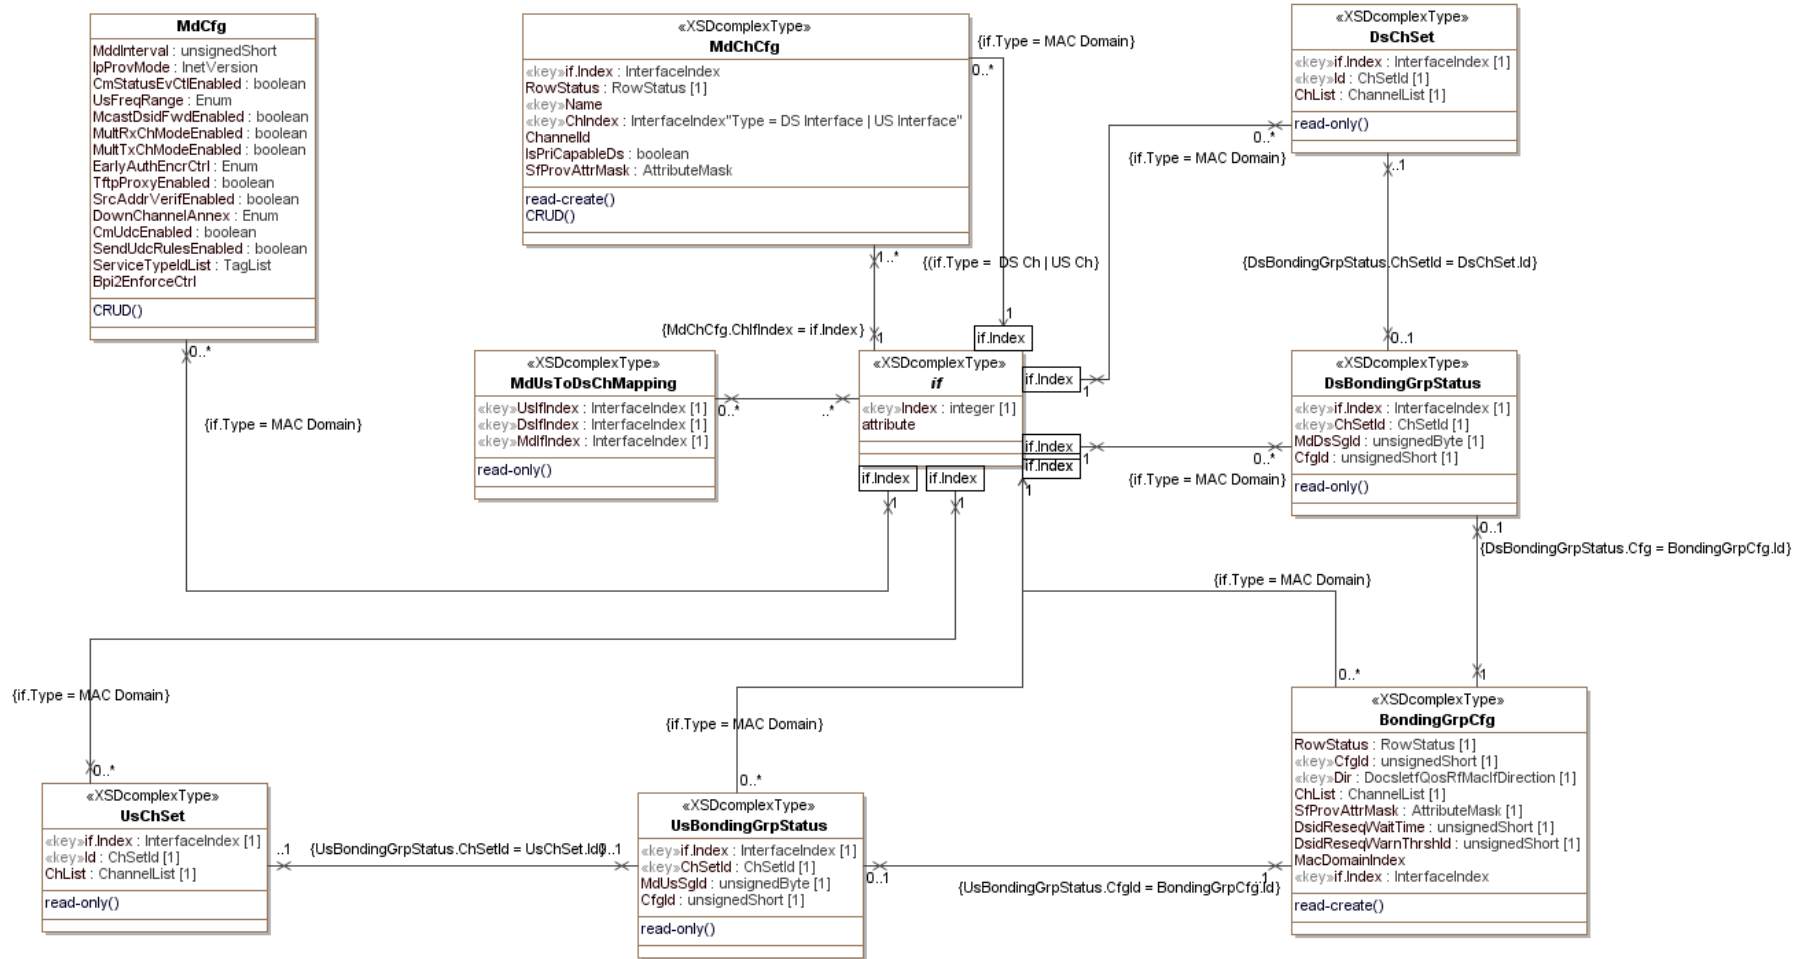 MdCfg
MddInterval : unsignedShort
IpProvMode : InetVersion
CmStatusEvCtlEnabled : boolean
UsFreqRange : Enum
McastDsidFwdEnabled : boolean
MultRxChModeEnabled : boolean
MultTxChModeEnabled : boolean
EarlyAuthEncrCtrl : Enum
TftpProxyEnabled : boolean
SrcAddrVerifEnabled : boolean
DownChannelAnnex : Enum
CmUdcEnabled : boolean
SendUdcRulesEnabled : boolean
ServiceTypeIdList : TagList
Bpi2EnforceCtrl
CRUD()
0..*
{if.Type = MAC Domain}
«XSDcomplexType»
MdChCfg
«key»if.Index : InterfaceIndex
RowStatus : RowStatus [1]
«key»Name
«key»ChIndex : InterfaceIndex"Type = DS Interface | US Interface"
ChannelId
IsPriCapableDs : boolean
SfProvAttrMask : AttributeMask
read-create()
CRUD()
{if.Type = MAC Domain}
0..*
1..*
{(if.Type = DS Ch | US Ch}
{MdChCfg.ChIfIndex = if.Index}
1
1
if.Index
«XSDcomplexType»
DsChSet
«key»if.Index : InterfaceIndex [1]
«key»Id : ChSetId [1]
ChList : ChannelList [1]
read-only()
0..*
{if.Type = MAC Domain}
..1
{DsBondingGrpStatus.ChSetId = DsChSet.Id}
0..1
«XSDcomplexType»
MdUsToDsChMapping
«key»UsIfIndex : InterfaceIndex [1]
«key»DsIfIndex : InterfaceIndex [1]
«key»MdIfIndex : InterfaceIndex [1]
read-only()
0..*
..*
«XSDcomplexType»
if
«key»Index : integer [1]
attribute
if.Index
1
if.Index
1
if.Index
1
if.Index
1
if.Index
1
«XSDcomplexType»
DsBondingGrpStatus
«key»if.Index : InterfaceIndex [1]
«key»ChSetId : ChSetId [1]
MdDsSgId : unsignedByte [1]
CfgId : unsignedShort [1]
read-only()
0..*
{if.Type = MAC Domain}
0..1
{DsBondingGrpStatus.Cfg = BondingGrpCfg.Id}
{if.Type = MAC Domain}
0..*
1
{if.Type = MAC Domain}
0..*
{if.Type = MAC Domain}
0..*
«XSDcomplexType»
UsChSet
«key»if.Index : InterfaceIndex [1]
«key»Id : ChSetId [1]
ChList : ChannelList [1]
read-only()
..1
{UsBondingGrpStatus.ChSetId = UsChSet.Id}
0..1
«XSDcomplexType»
UsBondingGrpStatus
«key»if.Index : InterfaceIndex [1]
«key»ChSetId : ChSetId [1]
MdUsSgId : unsignedByte [1]
CfgId : unsignedShort [1]
read-only()
0..1
..1
{UsBondingGrpStatus.CfgId = BondingGrpCfg.Id}
«XSDcomplexType»
BondingGrpCfg
RowStatus : RowStatus [1]
«key»CfgId : unsignedShort [1]
«key»Dir : DocsIetfQosRfMacIfDirection [1]
ChList : ChannelList [1]
SfProvAttrMask : AttributeMask [1]
DsidReseqWaitTime : unsignedShort [1]
DsidReseqWarnThrshld : unsignedShort [1]
MacDomainIndex
«key»if.Index : InterfaceIndex
read-create()